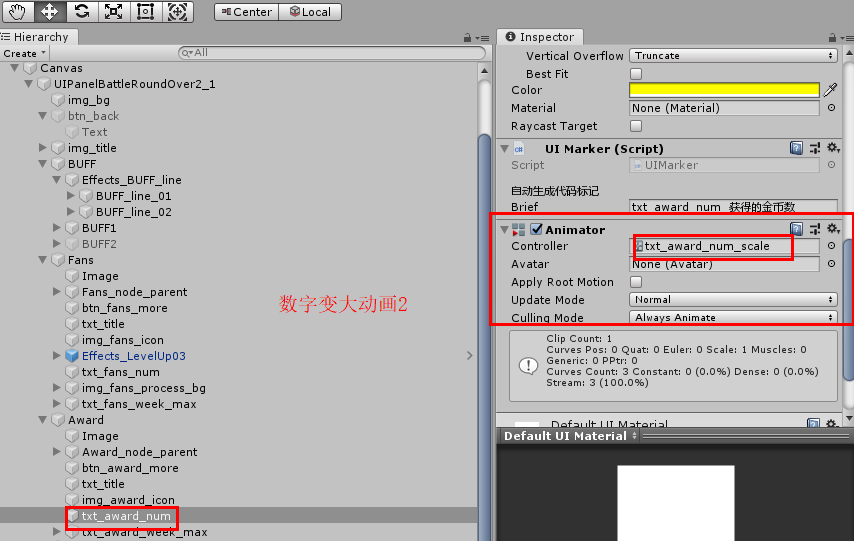 Center
Local
Hierarchy
Create
All
Canvas
UIPanelBattleRoundOver2_1
img_bg
btn_back
Text
img_title
BUFF
Effects_BUFF_line
BUFF_line_01
BUFF_line_02
BUFF1
BUFF2
Fans
Image
Fans_node_parent
btn_fans_more
txt_title
img_fans_icon
Effects_LevelUp03
txt_fans_num
img_fans_process_bg
txt_fans_week_max
Award
Image
Award_node_parent
btn_award_more
txt_title
img_award_icon
txt_award_num
txt_award_week_max
数字变大动画2
Inspector
Vertical Overflow Truncate
Best Fit
Color
Material None (Material)
Raycast Target
UI Marker (Script)
Script UIMarker
自动生成代码标记
Brief txt_award_num 获得的金币数
Animator
Controller txt_award_num_scale
Avatar None (Avatar)
Apply Root Motion
Update Mode Normal
Culling Mode Always Animate
Clip Count: 1
Curves Pos: 0 Quat: 0 Euler: 0 Scale: 1 Muscles: 0
Generic: 0 PPtr: 0
Curves Count: 3 Constant: 0 (0.0%) Dense: 0 (0.0%)
Stream: 3 (100.0%)
Default UI Material
Default UI Material